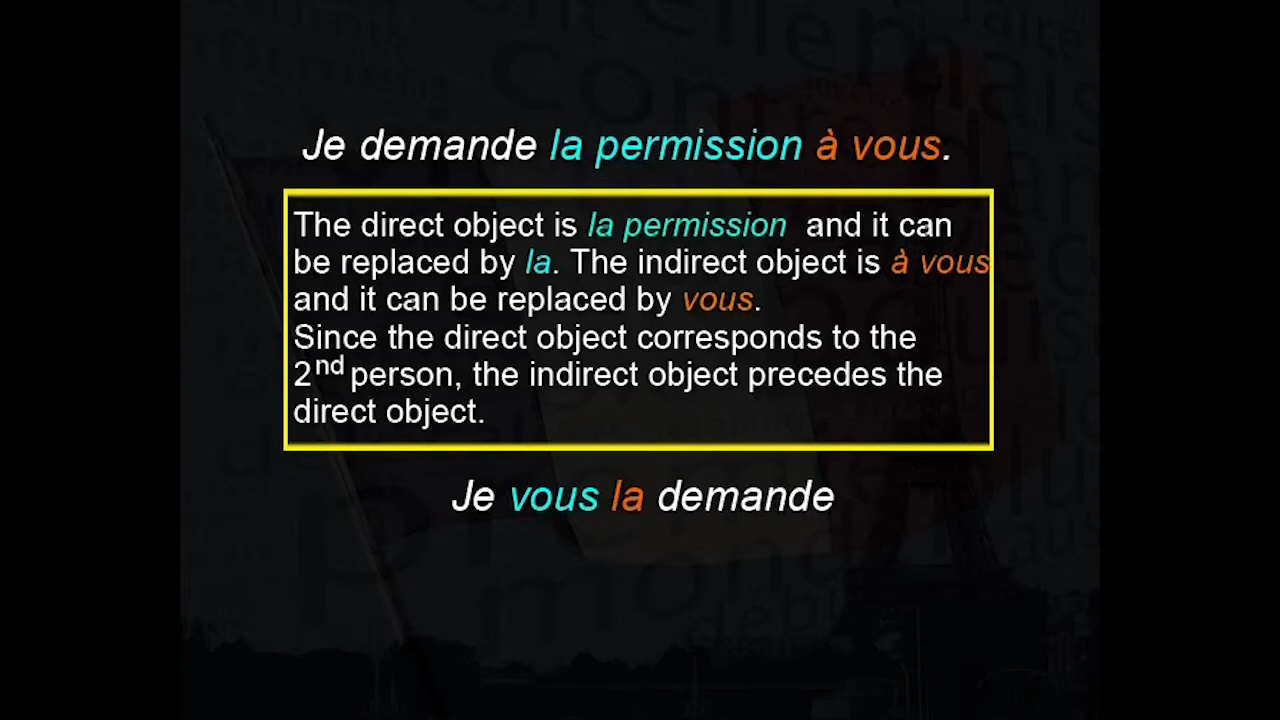 Je demande la permission à vous.
The direct object is la permission and it can
be replaced by la. The indirect object is à vous
and it can be replaced by vous.
Since the direct object corresponds to the
2nd person, the indirect object precedes the
direct object.
Je vous la demande